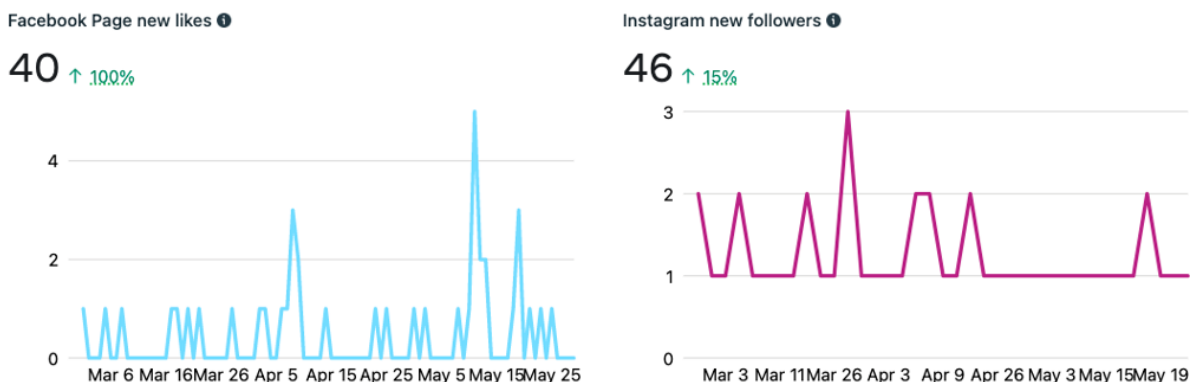 Facebook Page new likes
40 ↑ 100%
4
2
0
Mar 6 Mar 16 Mar 26 Apr 5 Apr 15 Apr 25 May 5 May 15 May 25
Instagram new followers
46 ↑ 15%
3
2
1
0
Mar 3 Mar 11 Mar 26 Apr 3 Apr 9 Apr 26 May 3 May 15 May 19